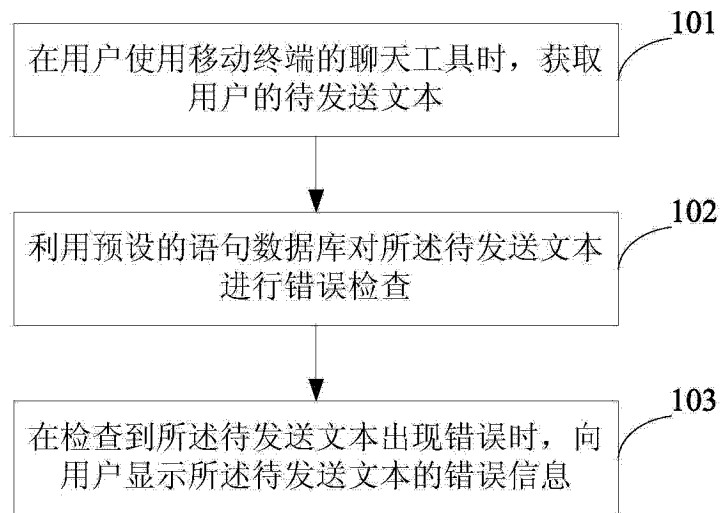 101
在用户使用移动终端的聊天工具时，获取
用户的待发送文本
102
利用预设的语句数据库对所述待发送文本
进行错误检查
103
在检查到所述待发送文本出现错误时，向
用户显示所述待发送文本的错误信息